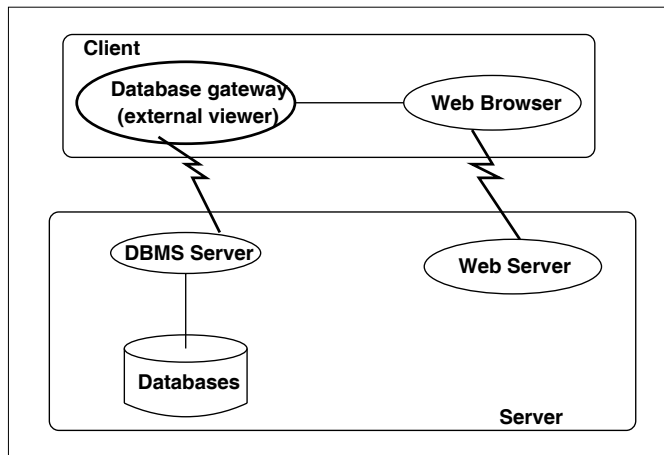 Client
Database gateway
(external viewer)
Web Browser
DBMS Server
Web Server
Databases
Server